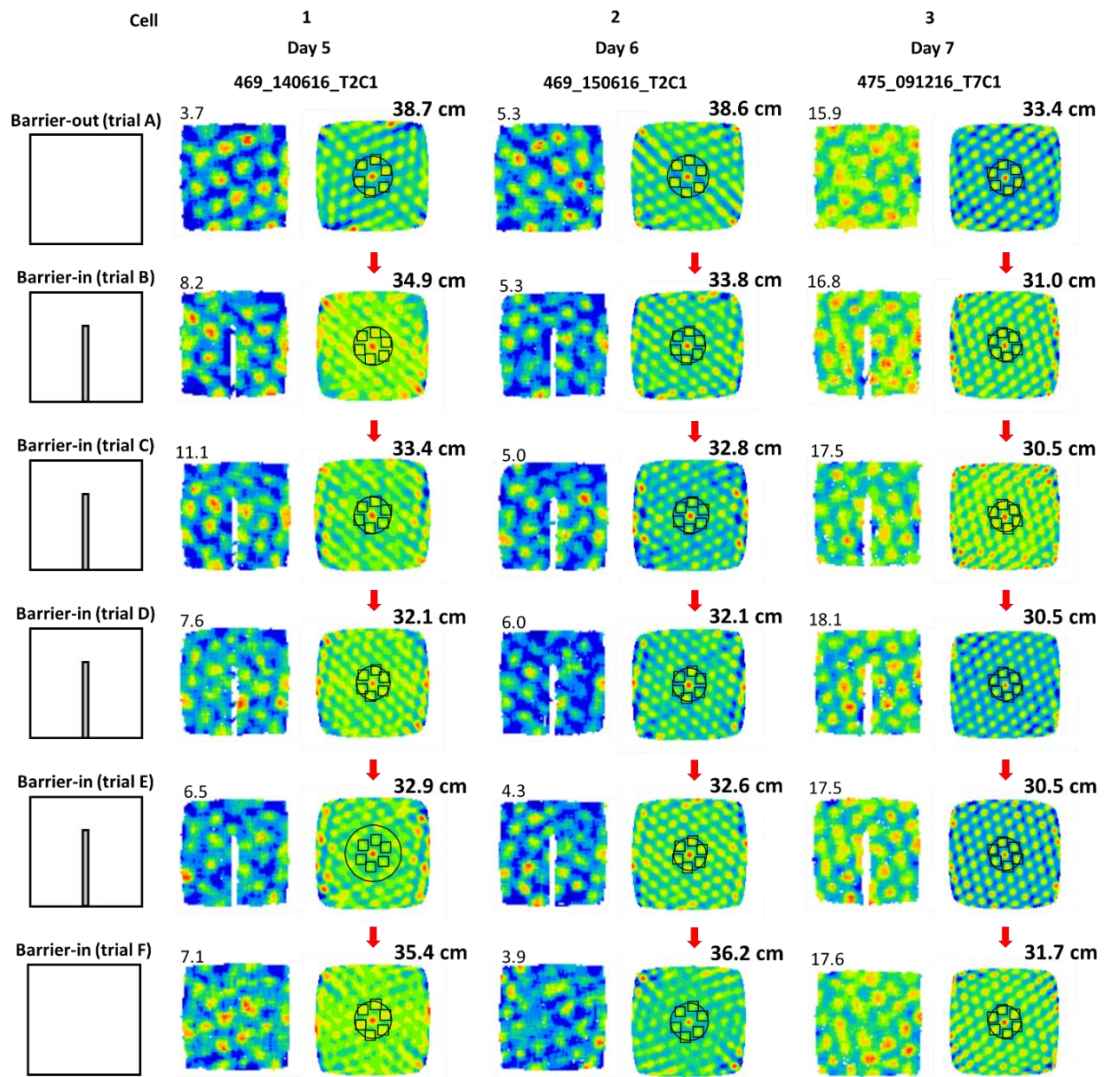 Cell 1 2 3
Day 5 Day 6 Day 7
469_140616_T2C1 469_150616_T2C1 475_091216_T7C1
Barrier-out (trial A) 3.7 38.7 cm 5.3 38.6 cm 15.9 33.4 cm
Barrier-in (trial B) 8.2 34.9 cm 5.3 33.8 cm 16.8 31.0 cm
Barrier-in (trial C) 11.1 33.4 cm 5.0 32.8 cm 17.5 30.5 cm
Barrier-in (trial D) 7.6 32.1 cm 6.0 32.1 cm 18.1 30.5 cm
Barrier-in (trial E) 6.5 32.9 cm 4.3 32.6 cm 17.5 30.5 cm
Barrier-in (trial F) 7.1 35.4 cm 3.9 36.2 cm 17.6 31.7 cm